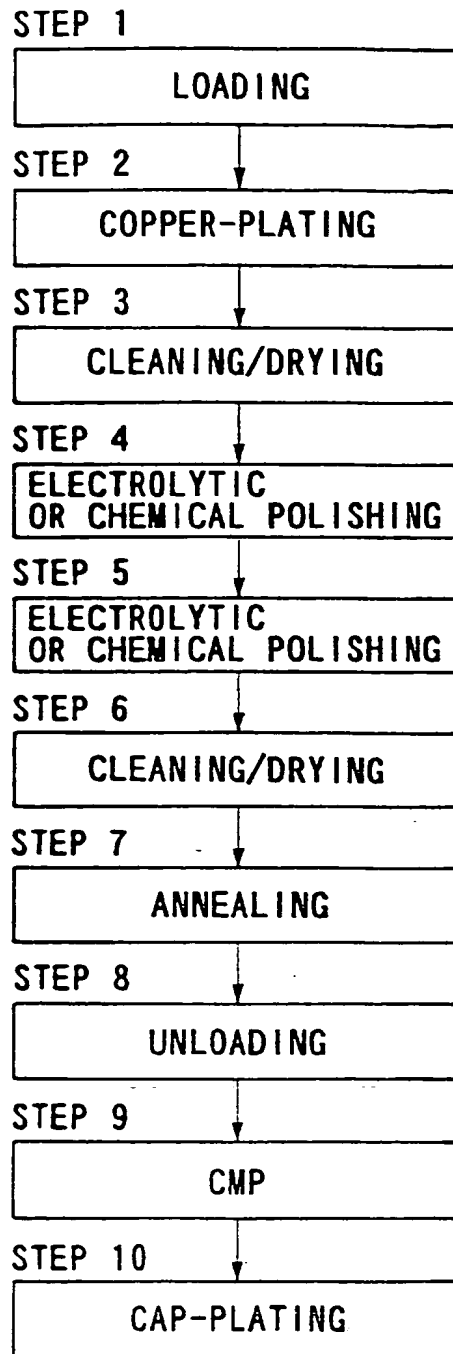 STEP 1
LOADING
STEP 2
COPPER-PLATING
STEP 3
CLEANING/DRYING
STEP 4
ELECTROLYTIC
OR CHEMICAL POLISHING
STEP 5
ELECTROLYTIC
OR CHEMICAL POLISHING
STEP 6
CLEANING/DRYING
STEP 7
ANNEALING
STEP 8
UNLOADING
STEP 9
CMP
STEP 10
CAP-PLATING